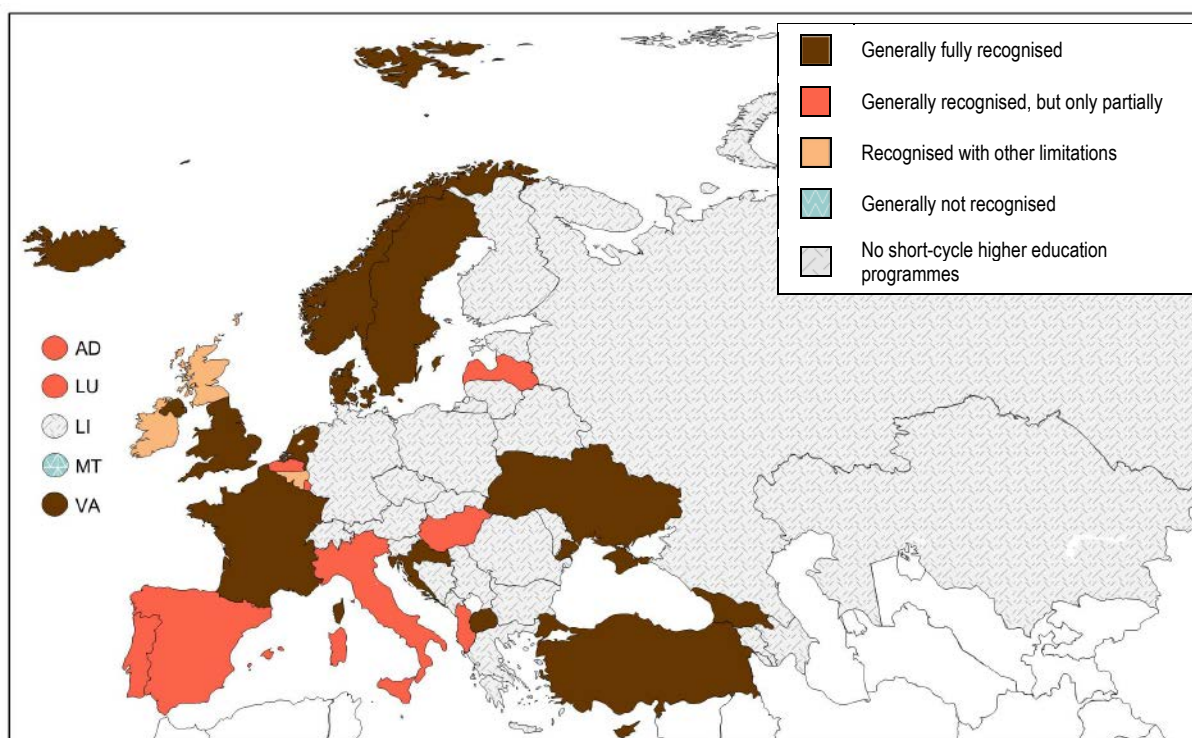 Generally fully recognised
Generally recognised, but only partially
Recognised with other limitations
Generally not recognised
No short-cycle higher education
programmes
AD
LU
LI
MT
VA